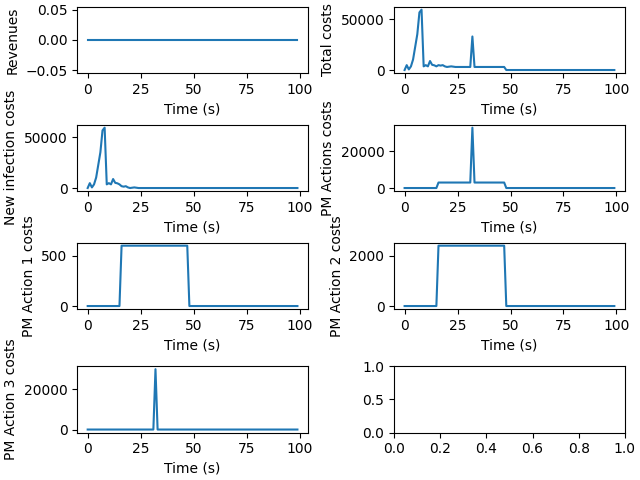 Revenues
0.05
0.00
−0.05
0 25 50 75 100
Time (s)
Total costs
50000
0
0 25 50 75 100
Time (s)
New infection costs
50000
0
0 25 50 75 100
Time (s)
PM Actions costs
20000
0
0 25 50 75 100
Time (s)
PM Action 1 costs
500
0
0 25 50 75 100
Time (s)
PM Action 2 costs
2000
0
0 25 50 75 100
Time (s)
PM Action 3 costs
20000
0
0 25 50 75 100
Time (s)
1.0
0.5
0.0
0.0 0.2 0.4 0.6 0.8 1.0